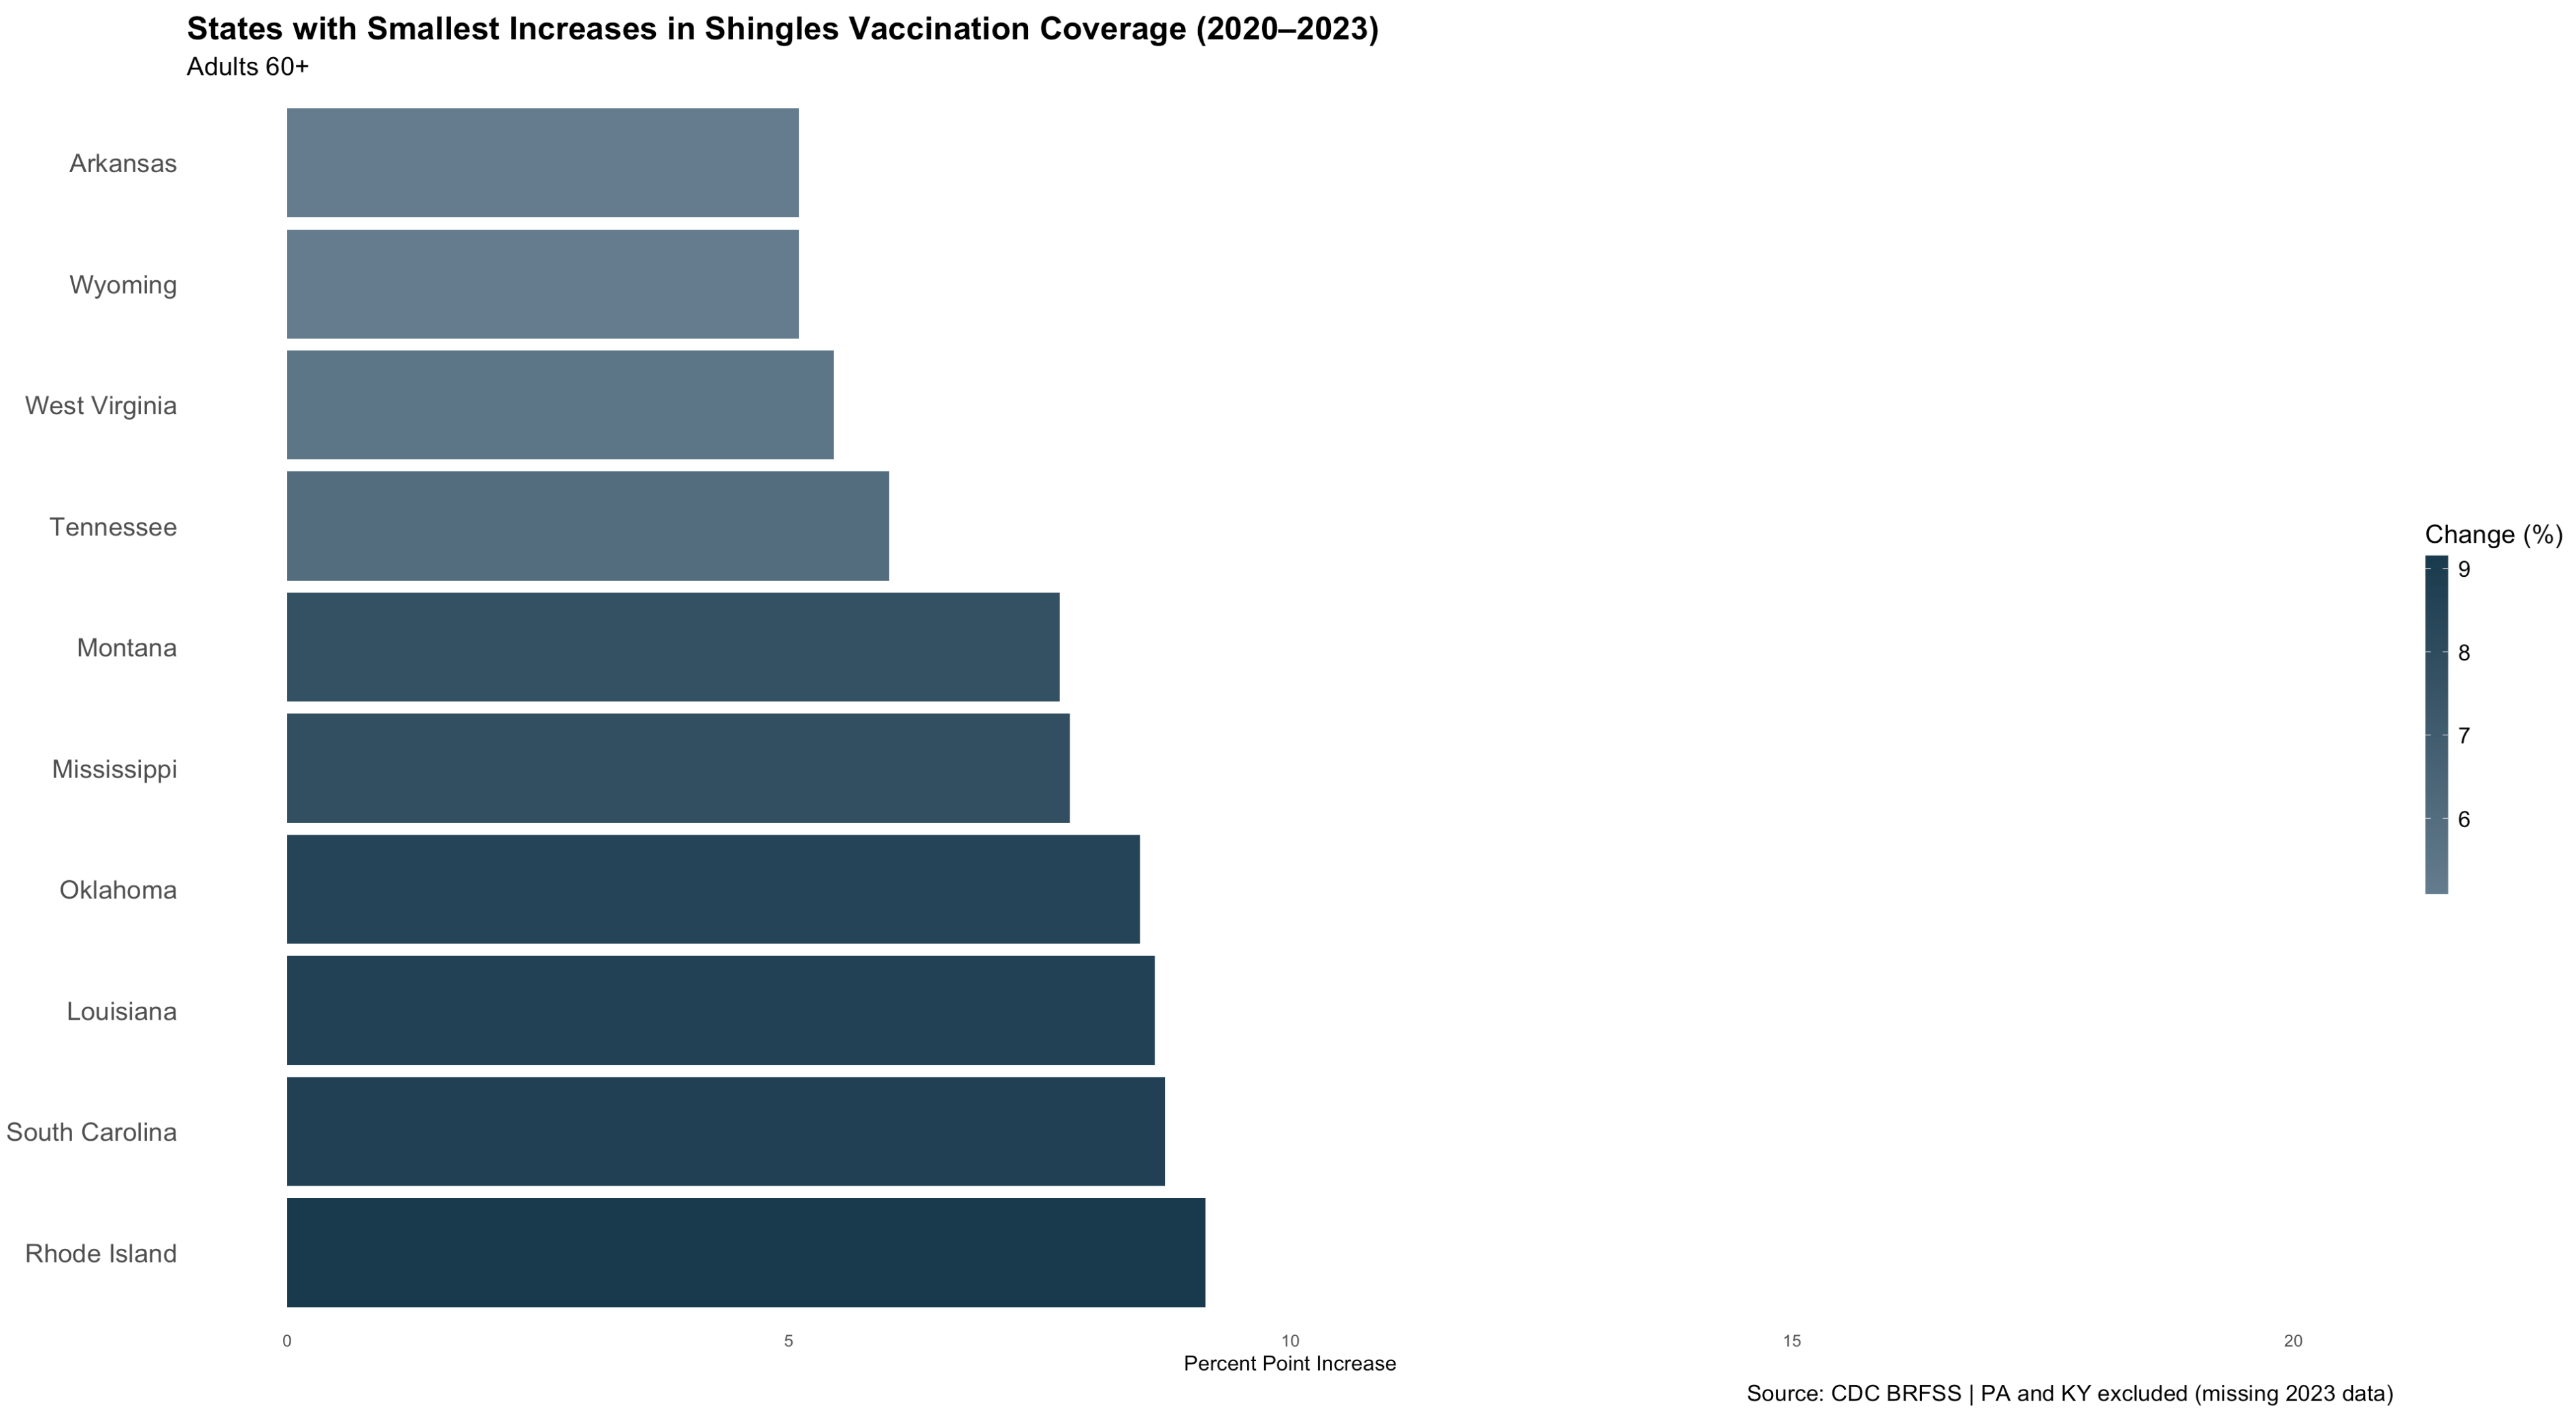 States with Smallest Increases in Shingles Vaccination Coverage (2020–2023)
Adults 60+
Arkansas
Wyoming
West Virginia
Tennessee
Montana
Mississippi
Oklahoma
Louisiana
South Carolina
Rhode Island
0 5 10 15 20
Percent Point Increase
Change (%)
9
8
7
6
Source: CDC BRFSS | PA and KY excluded (missing 2023 data)